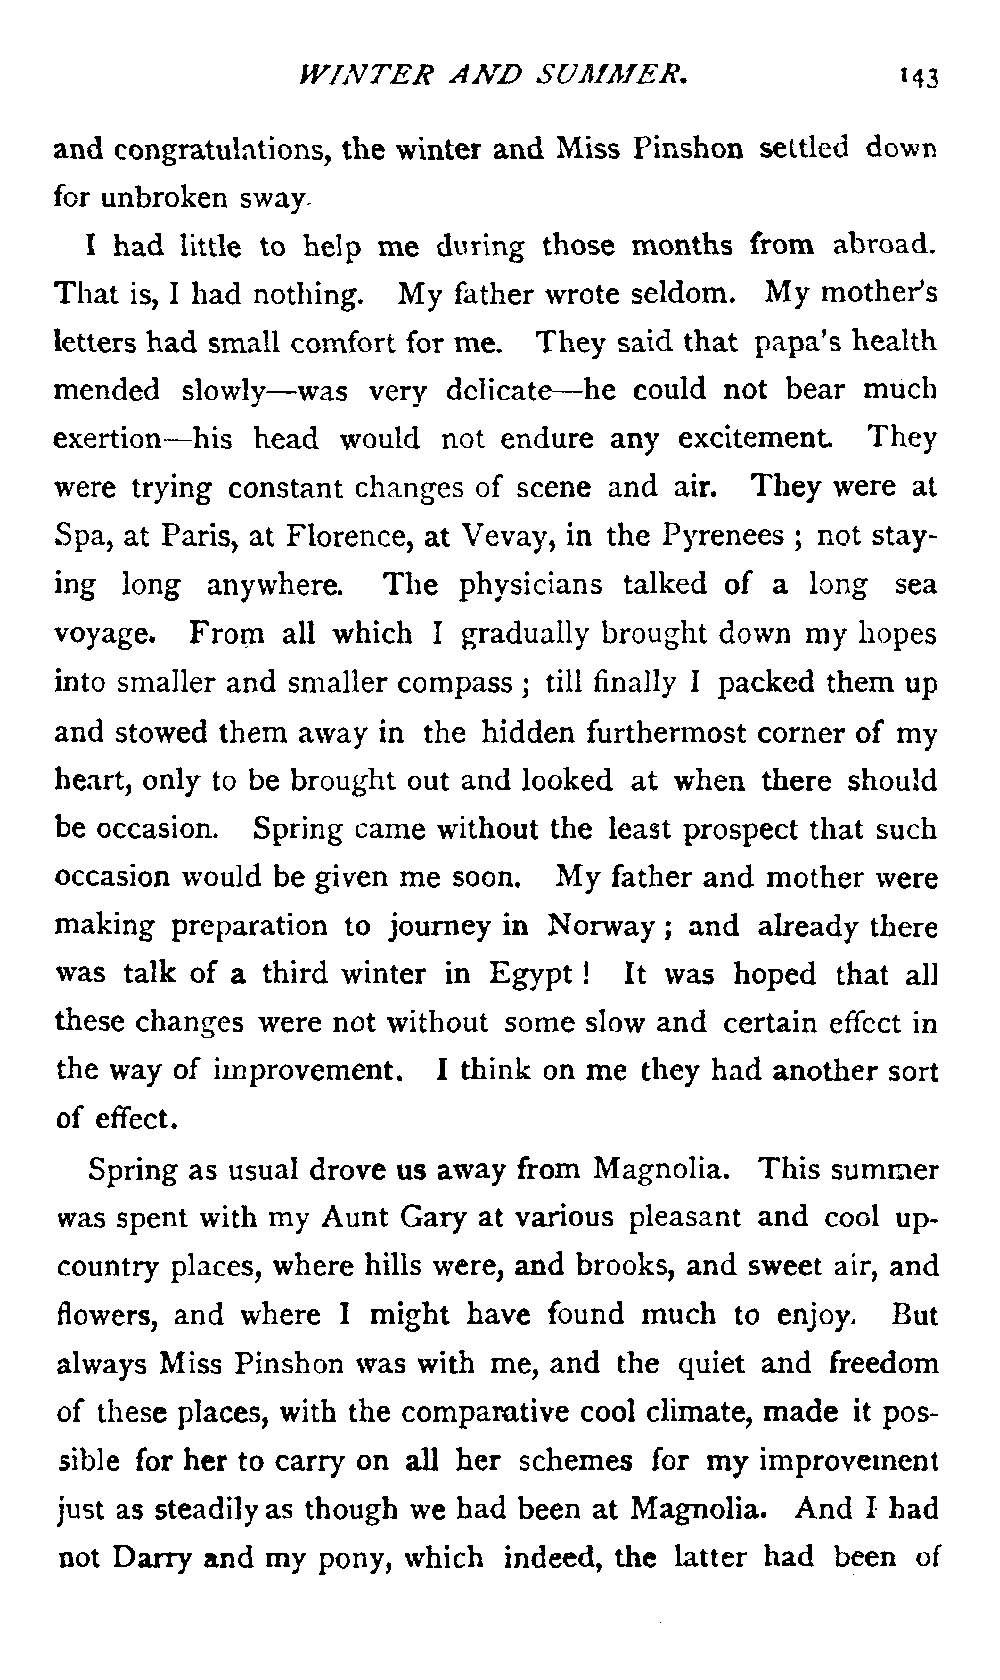 WINTER AND SUMMER. 143
and congratulations, the winter and Miss Pinshon settled down
for unbroken sway.
I had little to help me during those months from abroad.
That is, I had nothing. My father wrote seldom. My mother's
letters had small comfort for me. They said that papa's health
mended slowly—was very delicate—he could not bear much
exertion—his head would not endure any excitement. They
were trying constant changes of scene and air. They were at
Spa, at Paris, at Florence, at Vevay, in the Pyrenees ; not stay-
ing long anywhere. The physicians talked of a long sea
voyage. From all which I gradually brought down my hopes
into smaller and smaller compass ; till finally I packed them up
and stowed them away in the hidden furthermost corner of my
heart, only to be brought out and looked at when there should
be occasion. Spring came without the least prospect that such
occasion would be given me soon. My father and mother were
making preparation to journey in Norway ; and already there
was talk of a third winter in Egypt ! It was hoped that all
these changes were not without some slow and certain effect in
the way of improvement. I think on me they had another sort
of effect.
Spring as usual drove us away from Magnolia. This summer
was spent with my Aunt Gary at various pleasant and cool up-
country places, where hills were, and brooks, and sweet air, and
flowers, and where I might have found much to enjoy. But
always Miss Pinshon was with me, and the quiet and freedom
of these places, with the comparative cool climate, made it pos-
sible for her to carry on all her schemes for my improvement
just as steadily as though we had been at Magnolia. And I had
not Darry and my pony, which indeed, the latter had been of